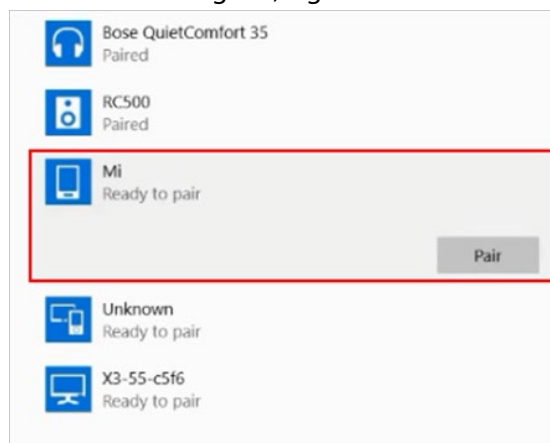 Bose QuietComfort 35
Paired
RC500
Paired
Mi
Ready to pair
Pair
Unknown
Ready to pair
X3-55-c5f6
Ready to pair